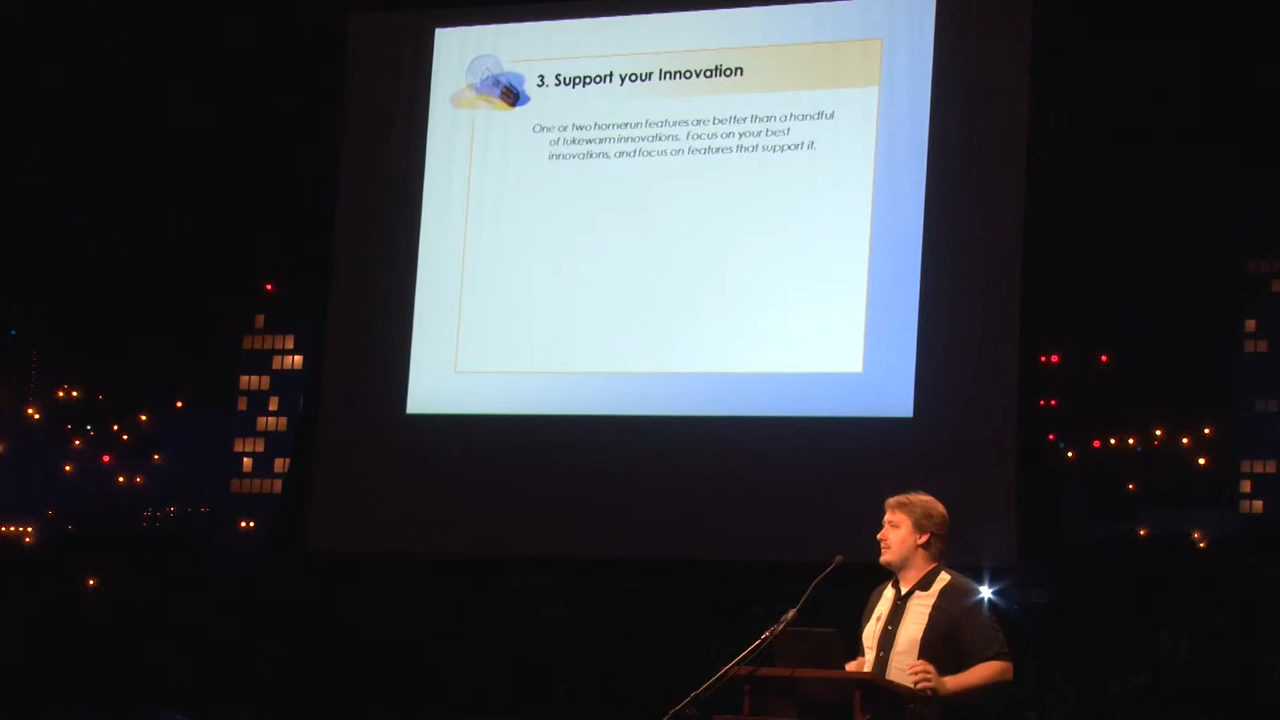 3. Support your Innovation
One or two homerun features are better than a handful
of lukewarm innovations. Focus on your best
innovations, and focus on features that support it.